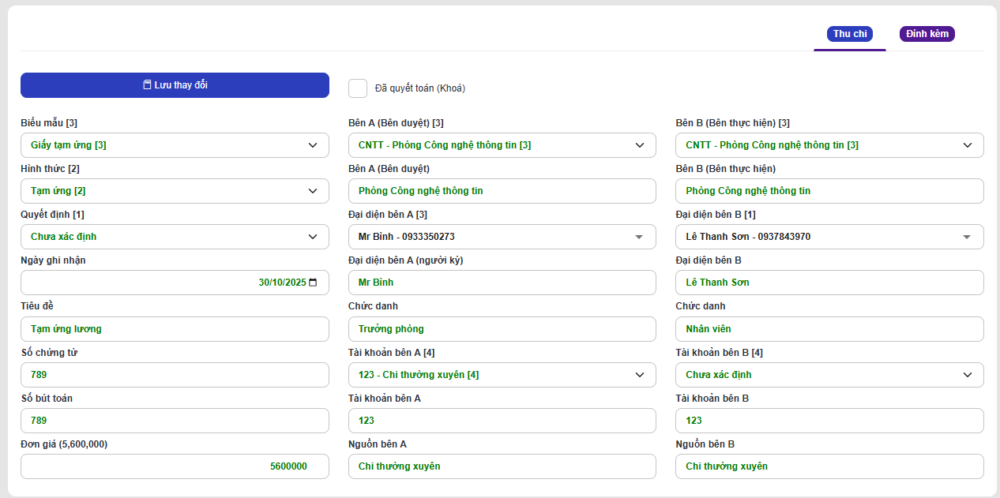 Thu chi
Đính kèm
Lưu thay đổi
Đã quyết toán (Khoá)
Biểu mẫu [3]
Bên A (Bên duyệt) [3]
Bên B (Bên thực hiện) [3]
Giấy tạm ứng [3]
CNTT - Phòng Công nghệ thông tin [3]
CNTT - Phòng Công nghệ thông tin [3]
Hình thức [2]
Bên A (Bên duyệt)
Bên B (Bên thực hiện)
Tạm ứng [2]
Phòng Công nghệ thông tin
Phòng Công nghệ thông tin
Quyết định [1]
Đại diện bên A [3]
Đại diện bên B [1]
Chưa xác định
Mr Bình - 0933350273
Lê Thanh Sơn - 0937843970
Ngày ghi nhận
Đại diện bên A (người ký)
Đại diện bên B
30/10/2025
Mr Bình
Lê Thanh Sơn
Tiêu đề
Chức danh
Chức danh
Tạm ứng lương
Trưởng phòng
Nhân viên
Số chứng từ
Tài khoản bên A [4]
Tài khoản bên B [4]
789
123 - Chi thường xuyên [4]
Chưa xác định
Số bút toán
Tài khoản bên A
Tài khoản bên B
789
123
123
Đơn giá (5,600,000)
Nguồn bên A
Nguồn bên B
5600000
Chi thường xuyên
Chi thường xuyên